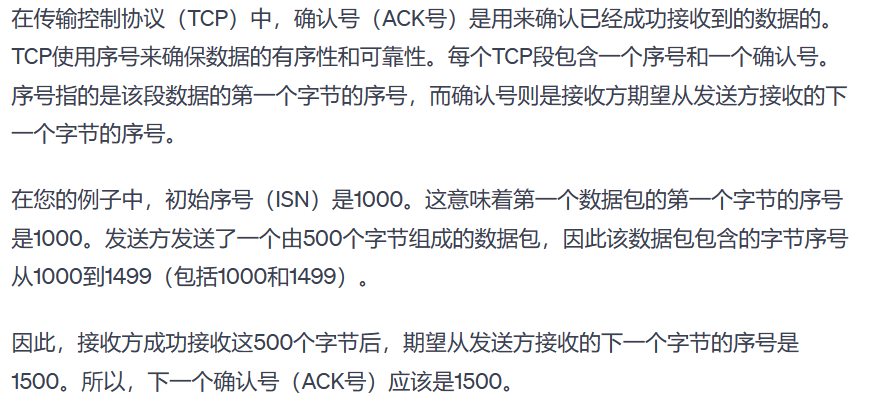 在传输控制协议（TCP）中，确认号（ACK号）是用来确认已经成功接收到的数据的。
TCP使用序号来确保数据的有序性和可靠性。每个TCP段包含一个序号和一个确认号。
序号指的是该段数据的第一个字节的序号，而确认号则是接收方期望从发送方接收的下
一个字节的序号。
在您的例子中，初始序号（ISN）是1000。这意味着第一个数据包的第一个字节的序号
是1000。发送方发送了一个由500个字节组成的数据包，因此该数据包包含的字节序号
从1000到1499（包括1000和1499）。
因此，接收方成功接收这500个字节后，期望从发送方接收的下一个字节的序号是
1500。所以，下一个确认号（ACK号）应该是1500。